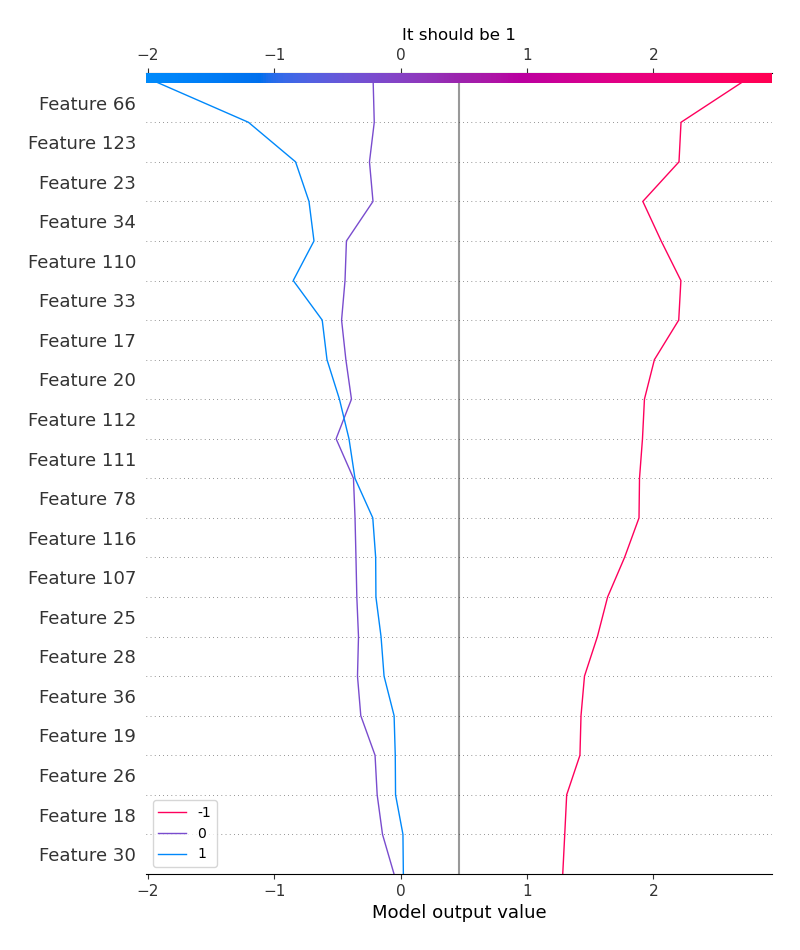 It should be 1
−2 −1 0 1 2
Feature 66
Feature 123
Feature 23
Feature 34
Feature 110
Feature 33
Feature 17
Feature 20
Feature 112
Feature 111
Feature 78
Feature 116
Feature 107
Feature 25
Feature 28
Feature 36
Feature 19
Feature 26
Feature 18
Feature 30
-1
0
1
−2 −1 0 1 2
Model output value